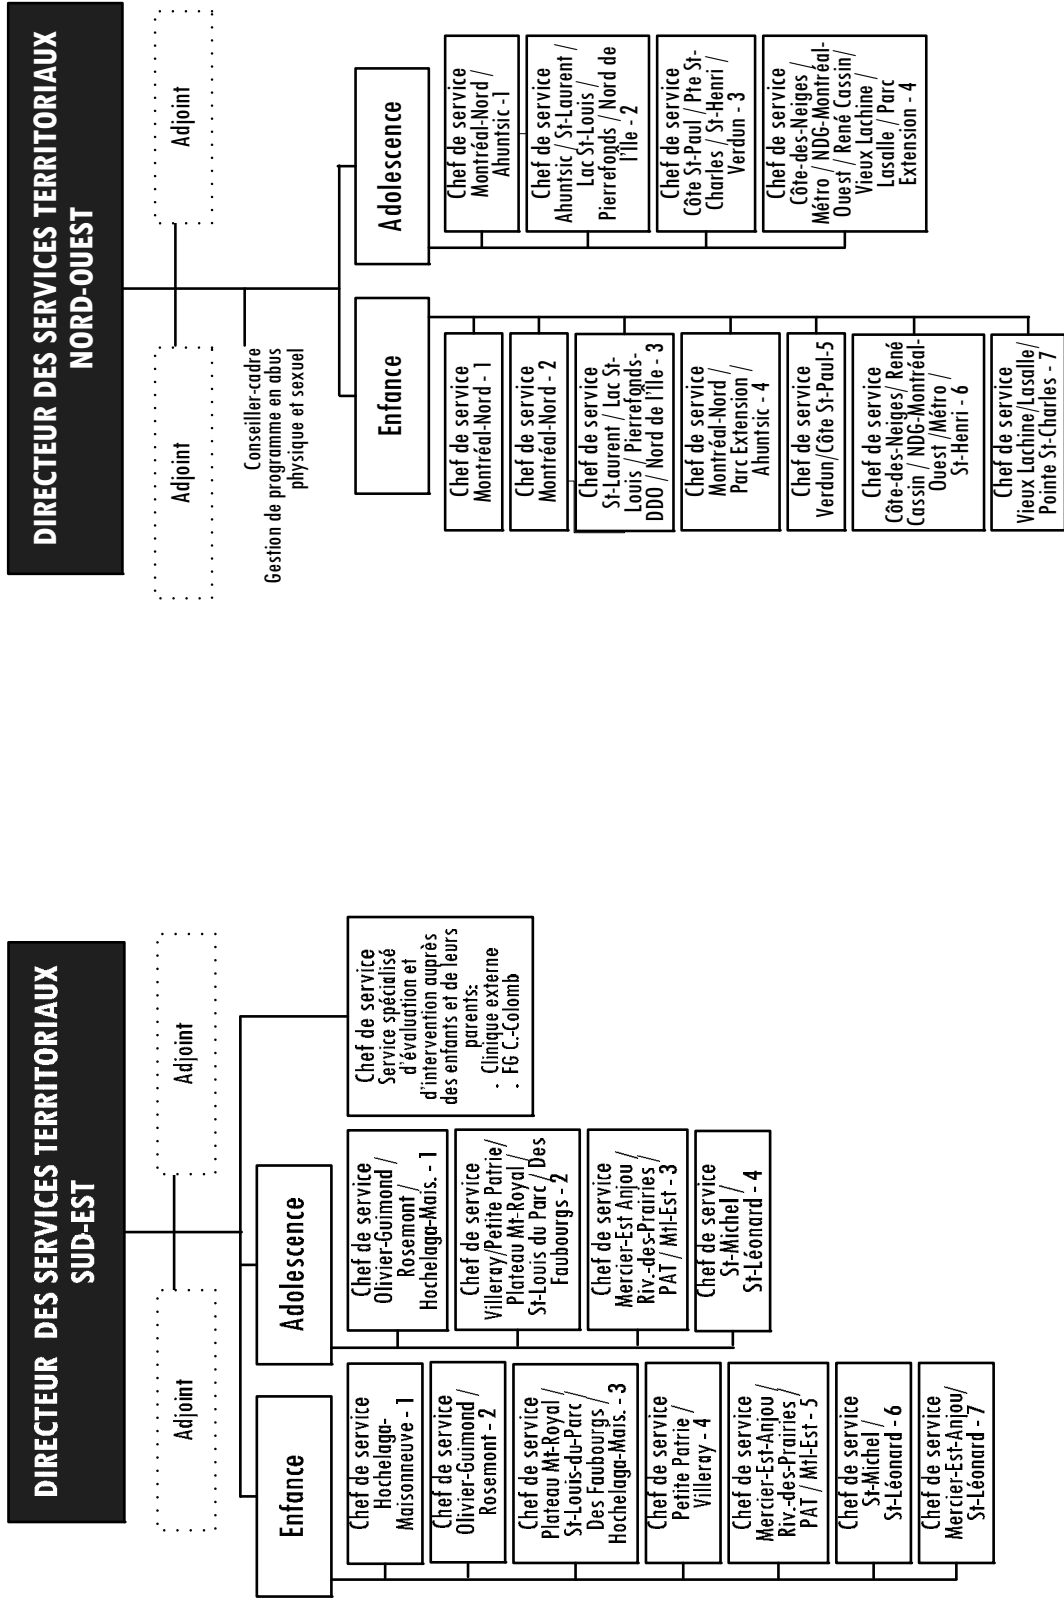 DIRECTEUR  DES SERVICES TERRITORIAUX
SUD-EST
Adjoint
Adjoint
Enfance
Chef de service
Hochelaga-
Maisonneuve - 1
Chef de service
Olivier-Guimond /
Rosemont - 2
Chef de service
Plateau Mt-Royal /
St-Louis-du-Parc /
Des Faubourgs /
Hochelaga-Mais. - 3
Chef de service
Petite Patrie /
Villeray - 4
Chef de service
Mercier-Est-Anjou /
Riv.-des-Prairies /
PAT / Mtl-Est - 5
Chef de service
St-Michel /
St-Léonard - 6
Chef de service
Mercier-Est-Anjou/
St-Léonard - 7
Adolescence
Chef de service
Olivier-Guimond /
Rosemont /
Hochelaga-Mais. - 1
Chef de service
Villeray/Petite Patrie/
Plateau Mt-Royal /
St-Louis du Parc / Des
Faubourgs - 2
Chef de service
Mercier-Est Anjou /
Riv.-des-Prairies /
PAT / Mtl-Est - 3
Chef de service
St-Michel /
St-Léonard - 4
Chef de service
Service spécialisé
d'évaluation et
d'intervention auprès
des enfants et de leurs
parents:
. Clinique externe
. FG C.-Colomb
DIRECTEUR DES SERVICES TERRITORIAUX
NORD-OUEST
Adjoint
Adjoint
Conseiller-cadre
Gestion de programme en abus
physique et sexuel
Enfance
Chef de service
Montréal-Nord - 1
Chef de service
Montréal-Nord - 2
Chef de service
St-Laurent / Lac St-
Louis / Pierrefonds-
DDO / Nord de l'Île - 3
Chef de service
Montréal-Nord /
Parc Extension /
Ahuntsic - 4
Chef de service
Verdun/Côte St-Paul-5
Chef de service
Côte-des-Neiges/ René
Cassin / NDG-Montréal-
Ouest /Métro /
St-Henri - 6
Chef de service
Vieux Lachine/Lasalle/
Pointe St-Charles - 7
Adolescence
Chef de service
Montréal-Nord /
Ahuntsic -1
Chef de service
Ahuntsic / St-Laurent /
Lac St-Louis /
Pierrefonds / Nord de
l'Île - 2
Chef de service
Côte St-Paul / Pte St-
Charles / St-Henri /
Verdun - 3
Chef de service
Côte-des-Neiges /
Métro / NDG-Montréal-
Ouest / René Cassin/
Vieux Lachine /
Lasalle / Parc
Extension - 4